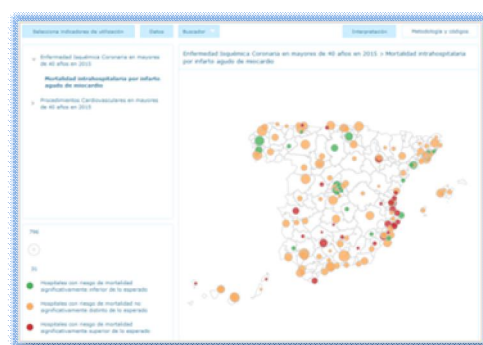 Selecciona indicadores de utilización
Datos
Buscador
Interpretación
Metodología y códigos
Enfermedad Isquémica Coronaria en mayores
de 40 años en 2015
Mortalidad intrahospitalaria por infarto
agudo de miocardio
Procedimientos Cardiovasculares en mayores
de 40 años en 2015
Enfermedad Isquémica Coronaria en mayores de 40 años en 2015 > Mortalidad intrahospitalaria
por infarto agudo de miocardio
Hospitales con riesgo de mortalidad
significativamente inferior de lo esperado
Hospitales con riesgo de mortalidad no
significativamente distinto de lo esperado
Hospitales con riesgo de mortalidad
significativamente superior de lo esperado